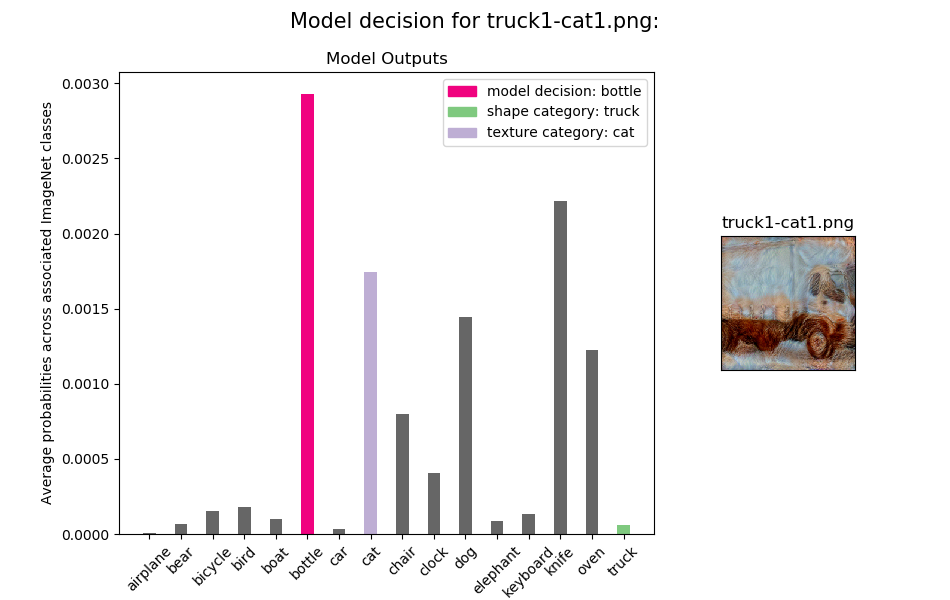 Model decision for truck1-cat1.png:
Model Outputs
Average probabilities across associated ImageNet classes
0.0030
0.0025
0.0020
0.0015
0.0010
0.0005
0.0000
model decision: bottle
shape category: truck
texture category: cat
airplane
bear
bicycle
bird
boat
bottle
car
cat
chair
clock
dog
elephant
keyboard
knife
oven
truck
truck1-cat1.png